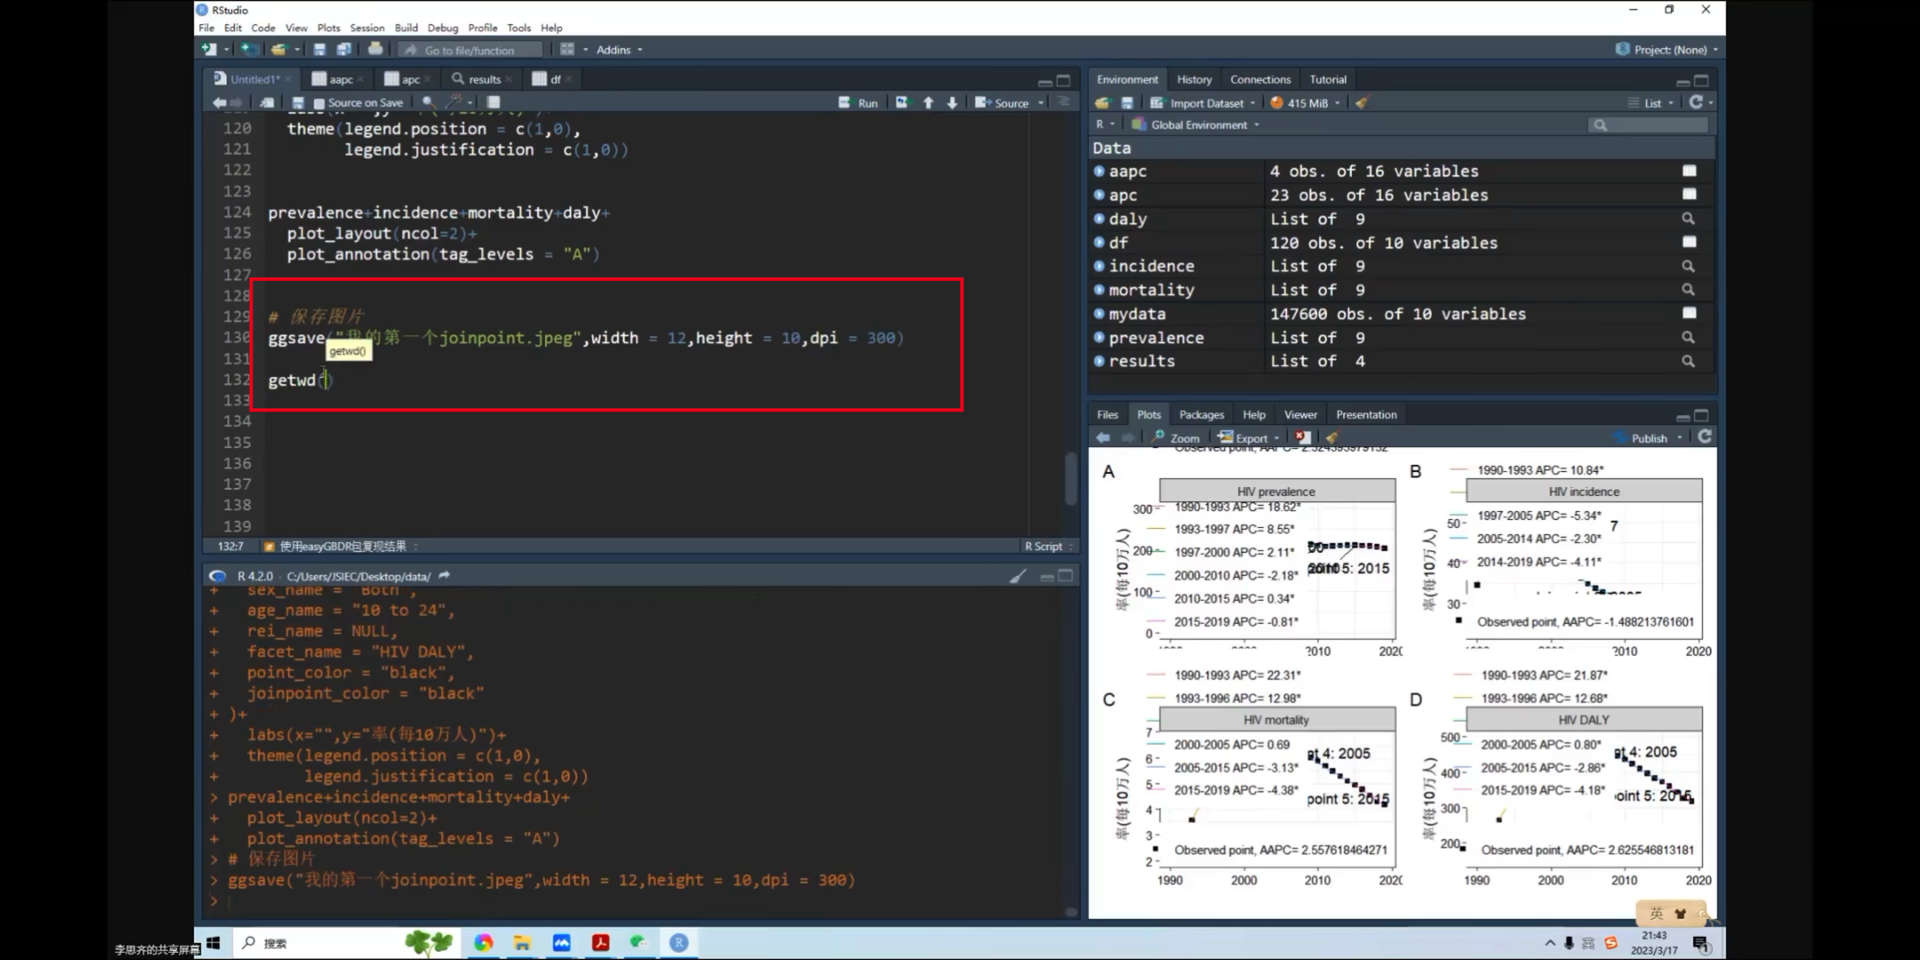 RStudio
File Edit Code View Plots Session Build Debug Profile Tools Help
Go to file/function
Addins
Project: (None)
Untitled1*
aapc
apc
results
df
Source on Save
Run
Source
120 theme(legend.position = c(1,0),
121 legend.justification = c(1,0))
122
123
124 prevalence+incidence+mortality+daly+
125 plot_layout(ncol=2)+
126 plot_annotation(tag_levels = "A")
127
128
129 # 保存图片
130 ggsave("我的第一个joinpoint.jpeg",width = 12,height = 10,dpi = 300)
getwd()
131
132 getwd()
133
134
135
136
137
138
139
132:7
使用easyGBDR包复现结果
R Script
R 4.2.0 · C:/Users/JSIEC/Desktop/data/
+ sex_name = "Both",
+ age_name = "10 to 24",
+ rei_name = NULL,
+ facet_name = "HIV DALY",
+ point_color = "black",
+ joinpoint_color = "black"
+ )+
+ labs(x="",y="率(每10万人)")+
+ theme(legend.position = c(1,0),
+ legend.justification = c(1,0))
> prevalence+incidence+mortality+daly+
+ plot_layout(ncol=2)+
+ plot_annotation(tag_levels = "A")
> # 保存图片
> ggsave("我的第一个joinpoint.jpeg",width = 12,height = 10,dpi = 300)
>
Environment History Connections Tutorial
Import Dataset
415 MiB
List
R
Global Environment
Data
aapc 4 obs. of 16 variables
apc 23 obs. of 16 variables
daly List of 9
df 120 obs. of 10 variables
incidence List of 9
mortality List of 9
mydata 147600 obs. of 10 variables
prevalence List of 9
results List of 4
Files Plots Packages Help Viewer Presentation
Zoom Export Publish
A
HIV prevalence
1990-1993 APC= 18.62*
1993-1997 APC= 8.55*
1997-2000 APC= 2.11*
2000-2010 APC= -2.18*
2010-2015 APC= 0.34*
2015-2019 APC= -0.81*
300
200
100
0
率(每10万人)
point 5: 2015
2010 2020
B
1990-1993 APC= 10.84*
HIV incidence
1997-2005 APC= -5.34*
2005-2014 APC= -2.30*
2014-2019 APC= -4.11*
7
50
40
30
率(每10万人)
Observed point, AAPC= -1.488213761601
2010 2020
1990-1993 APC= 22.31*
1993-1996 APC= 12.98*
C
HIV mortality
2000-2005 APC= 0.69
2005-2015 APC= -3.13*
2015-2019 APC= -4.38*
nt 4: 2005
point 5: 2015
7
6
5
4
3
2
率(每10万人)
Observed point, AAPC= 2.557618464271
1990 2000 2010 2020
1990-1993 APC= 21.87*
1993-1996 APC= 12.68*
D
HIV DALY
2000-2005 APC= 0.80*
2005-2015 APC= -2.86*
2015-2019 APC= -4.18*
nt 4: 2005
oint 5: 2015
500
400
300
200
率(每10万人)
Observed point, AAPC= 2.625546813181
1990 2000 2010 2020
英
李思齐的共享屏幕
搜索
21:43
2023/3/17